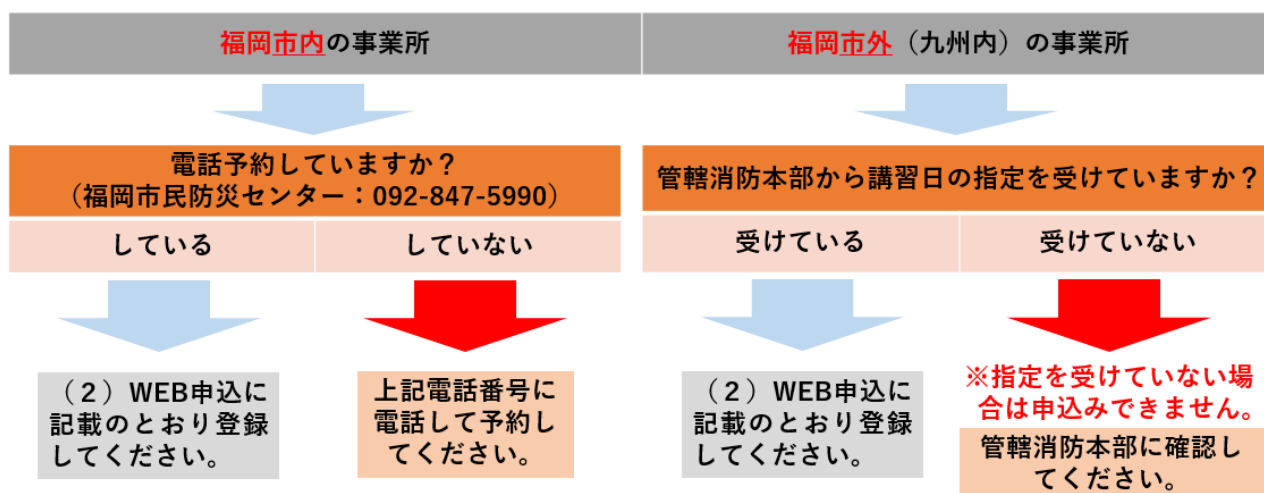 福岡市内の事業所
福岡市外（九州内）の事業所
電話予約していますか？
（福岡市民防災センター：092-847-5990）
管轄消防本部から講習日の指定を受けていますか？
している
していない
受けている
受けていない
（２）WEB申込に
記載のとおり登録
してください。
上記電話番号に
電話して予約し
てください。
（２）WEB申込に
記載のとおり登録
してください。
※指定を受けていない場
合は申込みできません。
管轄消防本部に確認し
てください。